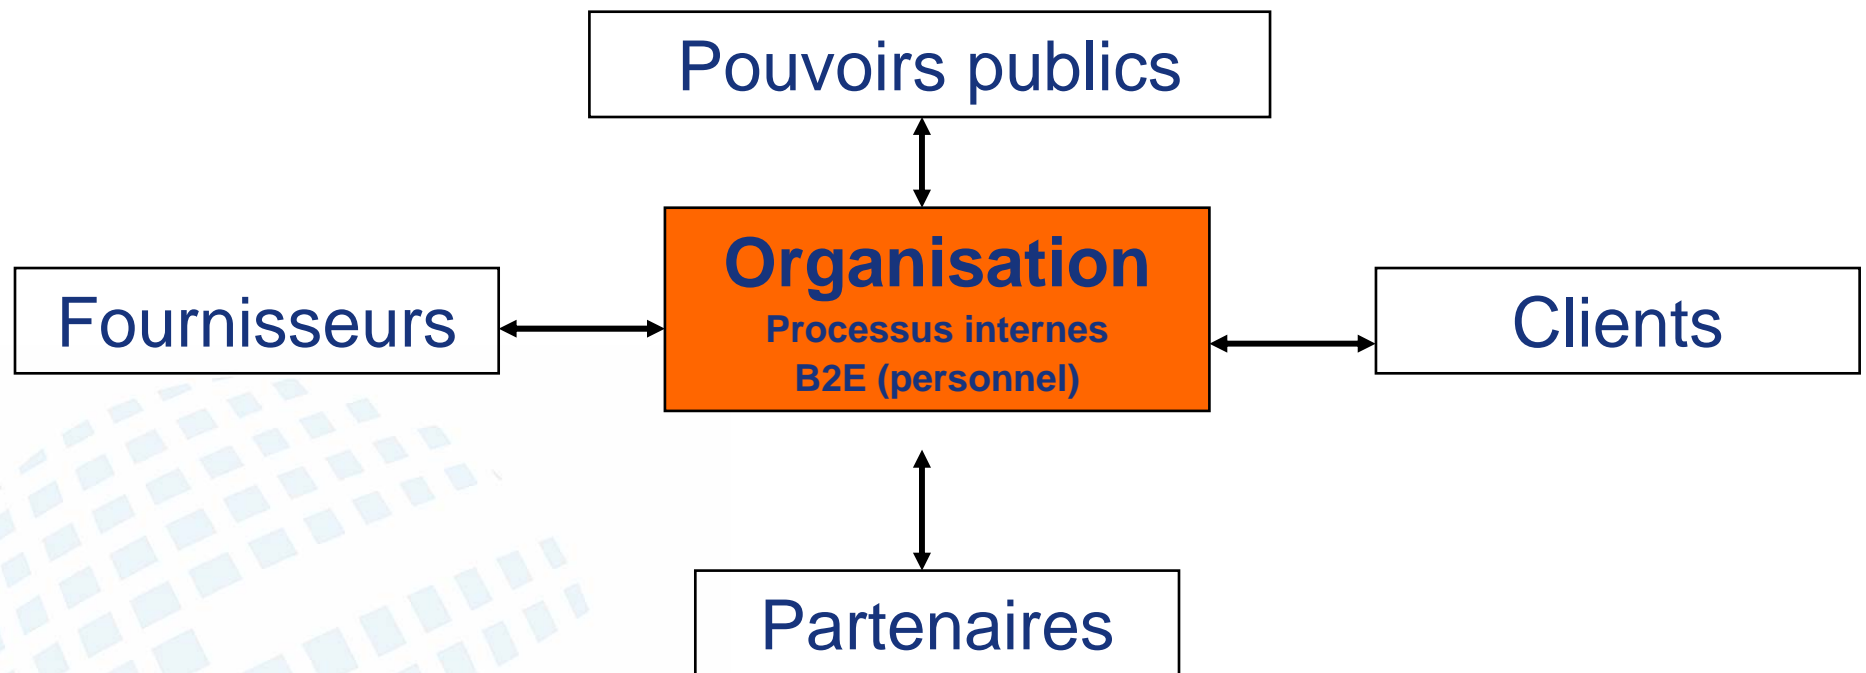 Pouvoirs publics
Organisation
Processus internes
B2E (personnel)
Fournisseurs
Clients
Partenaires